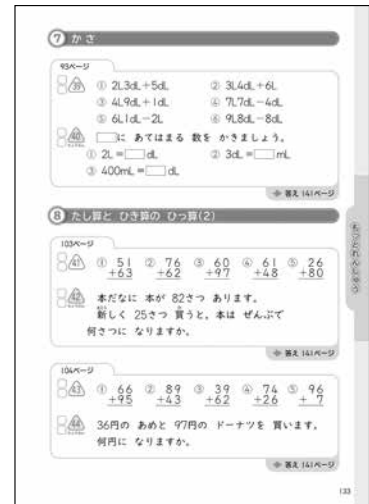 7 かさ
93ページ
39 ① 2L3dL+5dL ② 3L4dL+6L
③ 4L9dL+1dL ④ 7L7dL-4dL
⑤ 6L1dL-2L ⑥ 9L8dL-8dL
40 □に あてはまる 数を かきましょう。
① 2L=□dL ② 3dL=□mL
③ 400mL=□dL
答え 141ページ
8 たし算と ひき算の ひっ算(2)
103ページ
41 ① 51 ② 76 ③ 60 ④ 61 ⑤ 26
+63 +62 +97 +48 +80
42 本だなに 本が 82さつ あります。
新しく 25さつ 買うと、本は ぜんぶで
何さつに なりますか。
答え 141ページ
104ページ
43 ① 66 ② 89 ③ 39 ④ 74 ⑤ 96
+95 +43 +62 +26 + 7
44 36円の あめと 97円の ドーナツを 買います。
何円に なりますか。
答え 141ページ
もっとれんしゅう
133